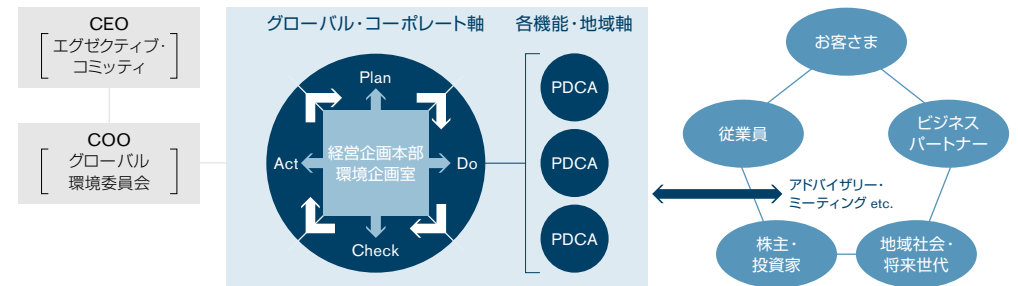 CEO
エグゼクティブ・
コミッティ
COO
グローバル
環境委員会
グローバル・コーポレート軸
Plan
Do
Check
Act
経営企画本部
環境企画室
各機能・地域軸
PDCA
PDCA
PDCA
アドバイザリー・
ミーティング etc.
お客さま
従業員
ビジネス
パートナー
株主・
投資家
地域社会・
将来世代